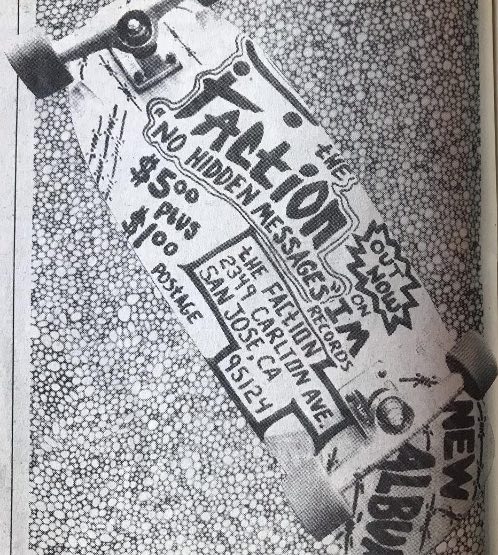 the
FACTION
"NO HIDDEN MESSAGES"
ON
IM
RECORDS
OUT
NOW!
$5.00
PLUS
$1.00
POSTAGE
THE FACTION
2349 CARLTON AVE.
SAN JOSE, CA
95124
NEW